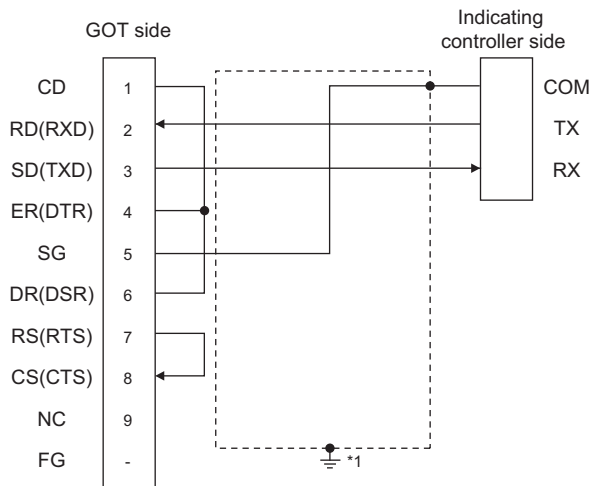 GOT side
Indicating
controller side
CD 1 COM
RD(RXD) 2 TX
SD(TXD) 3 RX
ER(DTR) 4
SG 5
DR(DSR) 6
RS(RTS) 7
CS(CTS) 8
NC 9
FG -
*1